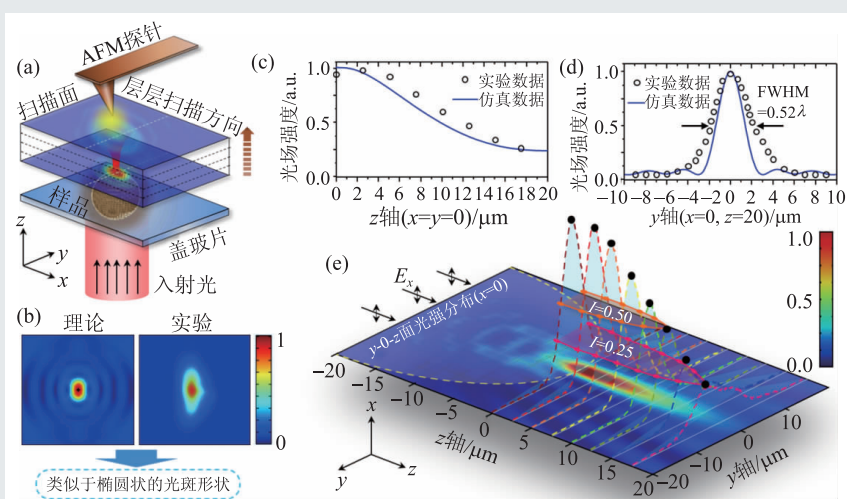 (a)
AFM探针
扫描面
层层扫描方向
样品
盖玻片
z
y
x
入射光
(b)
理论
实验
1
0
类似于椭圆状的光斑形状
(c)
光场强度/a.u.
1.0
0.5
0.0
实验数据
仿真数据
0 2 4 6 8 10 12 14 16 18 20
z轴(x=y=0)/μm
(d)
光场强度/a.u.
1.0
0.5
0.0
实验数据
仿真数据
FWHM
=0.52λ
−10 −8 −6 −4 −2 0 2 4 6 8 10
y轴(x=0, z=20)/μm
(e)
Ex
y-0-z面光强分布(x=0)
I=0.50
I=0.25
1.0
0.5
0.0
−20
−15
−10
−5
0
5
10
15
20
z轴/μm
−20
−10
0
10
y轴/μm
x
y
z